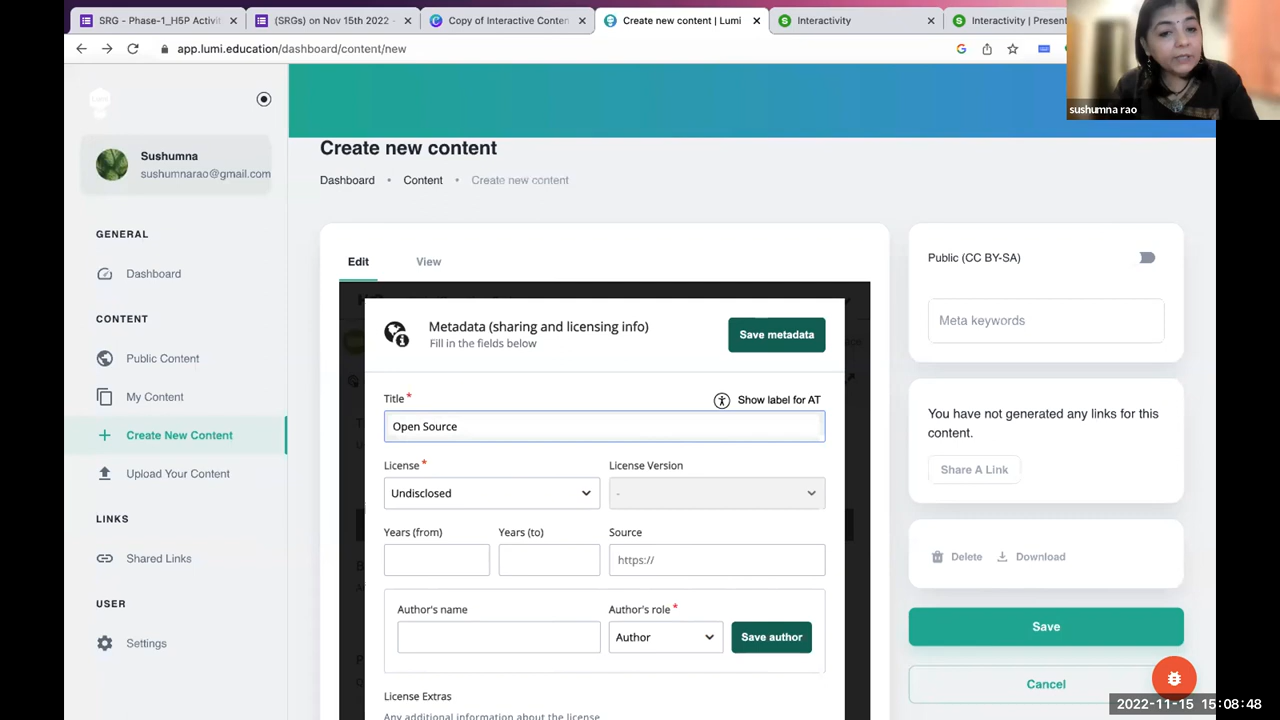 SRG - Phase-1_H5P Activiti
(SRGs) on Nov 15th 2022 -
Copy of Interactive Conten
Create new content | Lumi
Interactivity
Interactivity | Present
app.lumi.education/dashboard/content/new
sushumna rao
Sushumna
sushumnarao@gmail.com
GENERAL
Dashboard
CONTENT
Public Content
My Content
Create New Content
Upload Your Content
LINKS
Shared Links
USER
Settings
Create new content
Dashboard • Content • Create new content
Edit View
Metadata (sharing and licensing info)
Fill in the fields below
Save metadata
Title*
Show label for AT
Open Source
License* License Version
Undisclosed -
Years (from) Years (to) Source
https://
Author's name Author's role*
Author Save author
License Extras
Any additional information about the license
Public (CC BY-SA)
Meta keywords
You have not generated any links for this
content.
Share A Link
Delete Download
Save
Cancel
2022-11-15 15:08:48